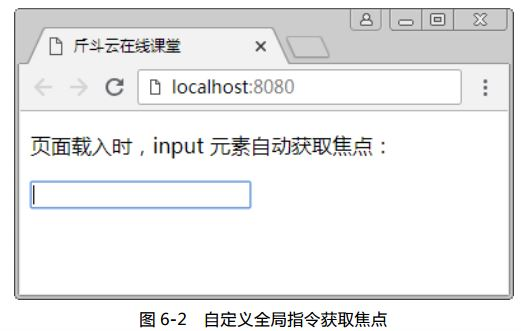 斤斗云在线课堂
localhost:8080
页面载入时，input 元素自动获取焦点：
图 6-2 自定义全局指令获取焦点